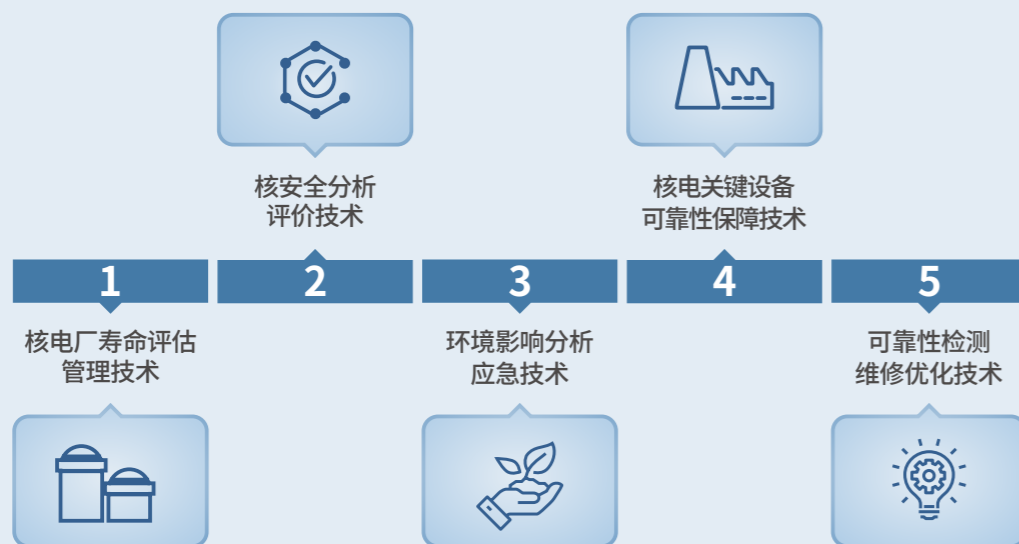 核安全分析
评价技术
核电关键设备
可靠性保障技术
1
2
3
4
5
核电厂寿命评估
管理技术
环境影响分析
应急技术
可靠性检测
维修优化技术